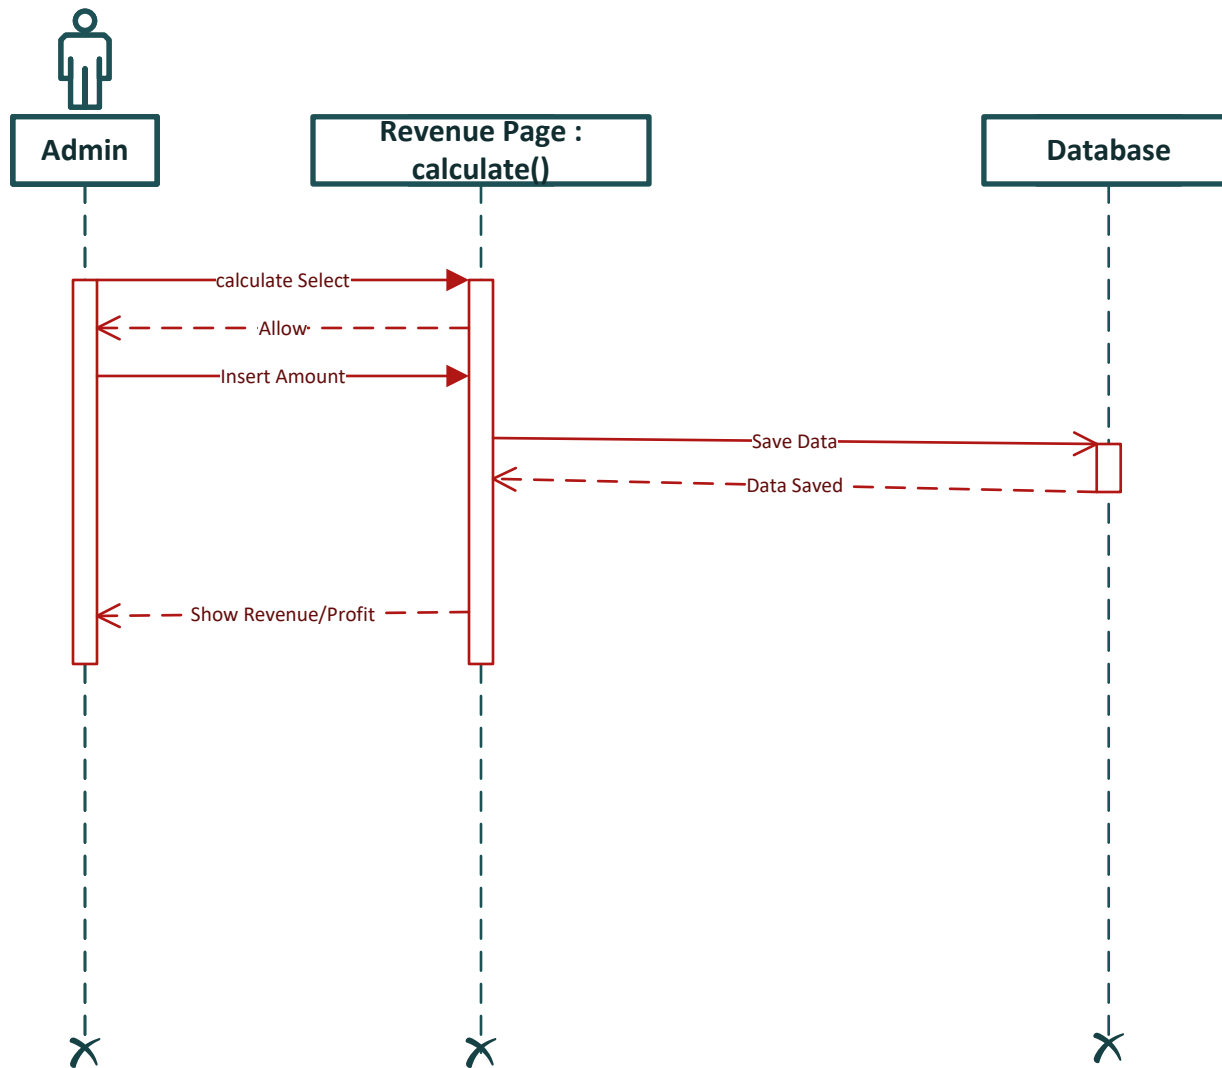 Admin
Revenue Page :
calculate()
Database
calculate Select
Allow
Insert Amount
Save Data
Data Saved
Show Revenue/Profit